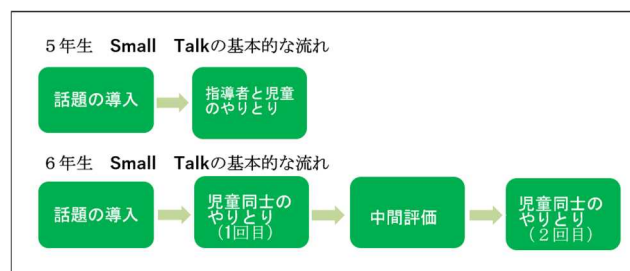 ５年生　Small　Talkの基本的な流れ
話題の導入
指導者と児童
のやりとり
６年生　Small　Talkの基本的な流れ
話題の導入
児童同士の
やりとり
(1回目)
中間評価
児童同士の
やりとり
(２回目)